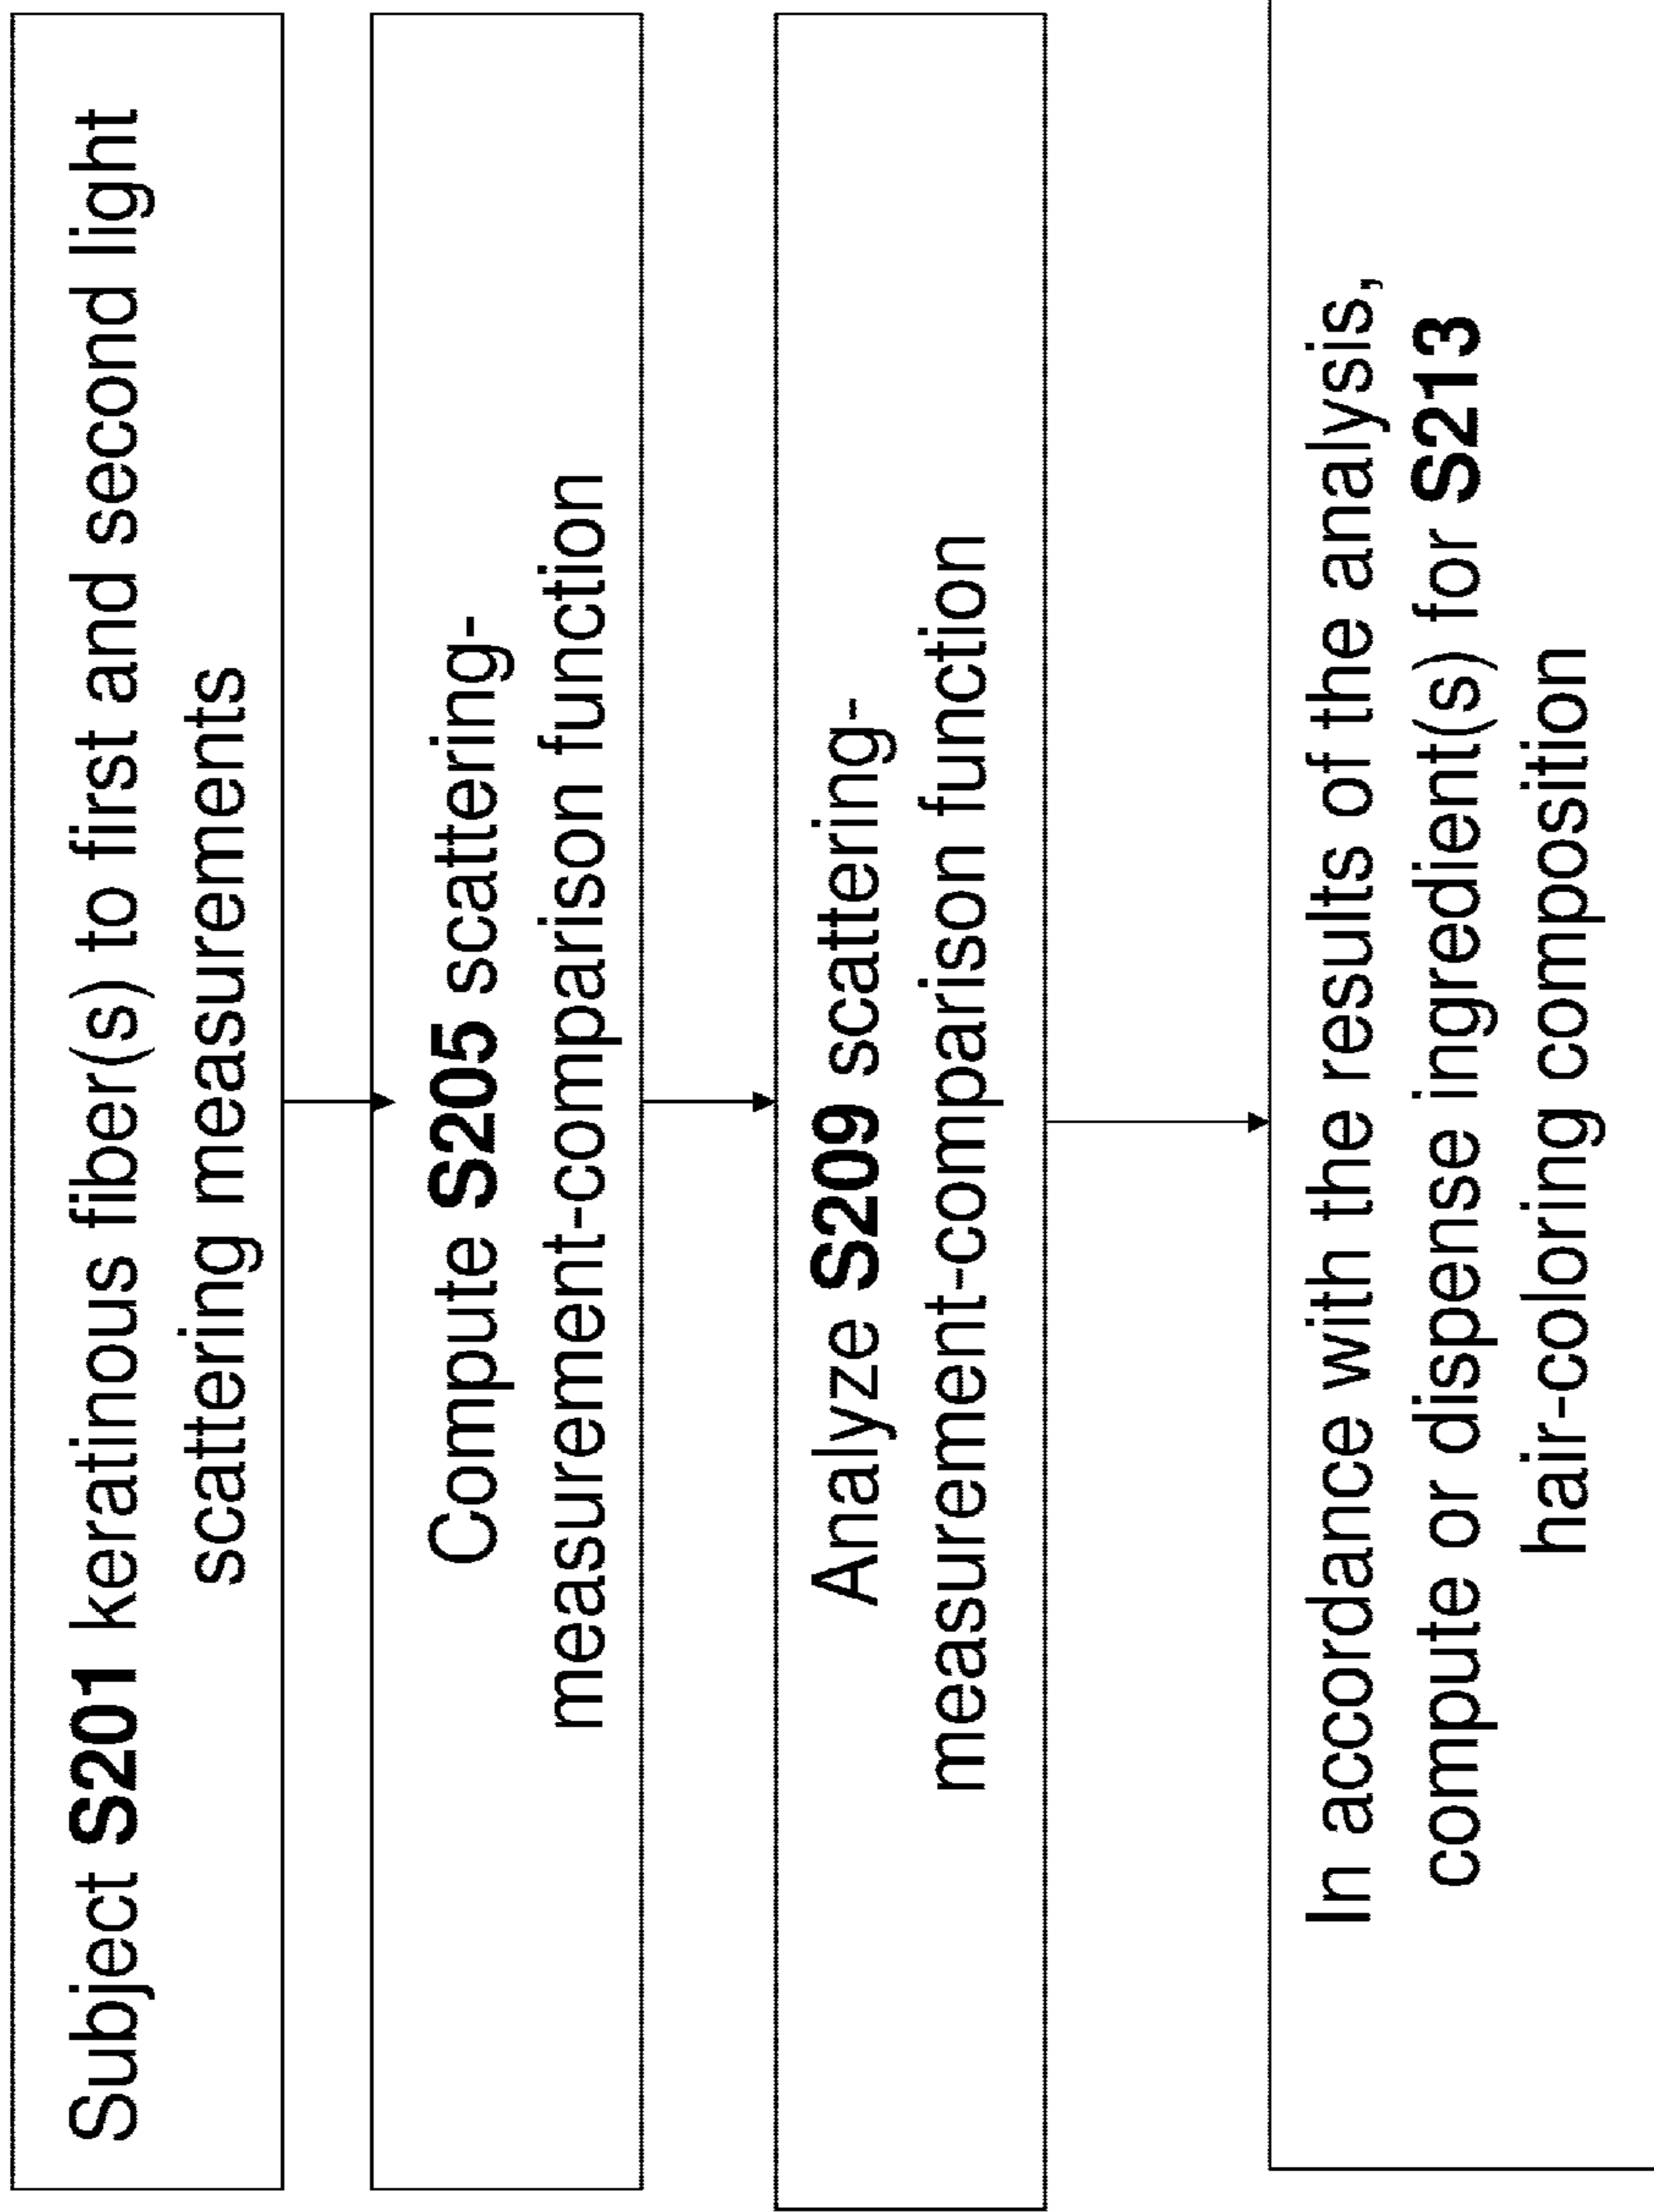 Subject S201 keratinous fiber(s) to first and second light
scattering measurements
Compute S205 scattering-
measurement-comparison function
Analyze S209 scattering-
measurement-comparison function
In accordance with the results of the analysis,
compute or dispense ingredient(s) for S213
hair-coloring composition